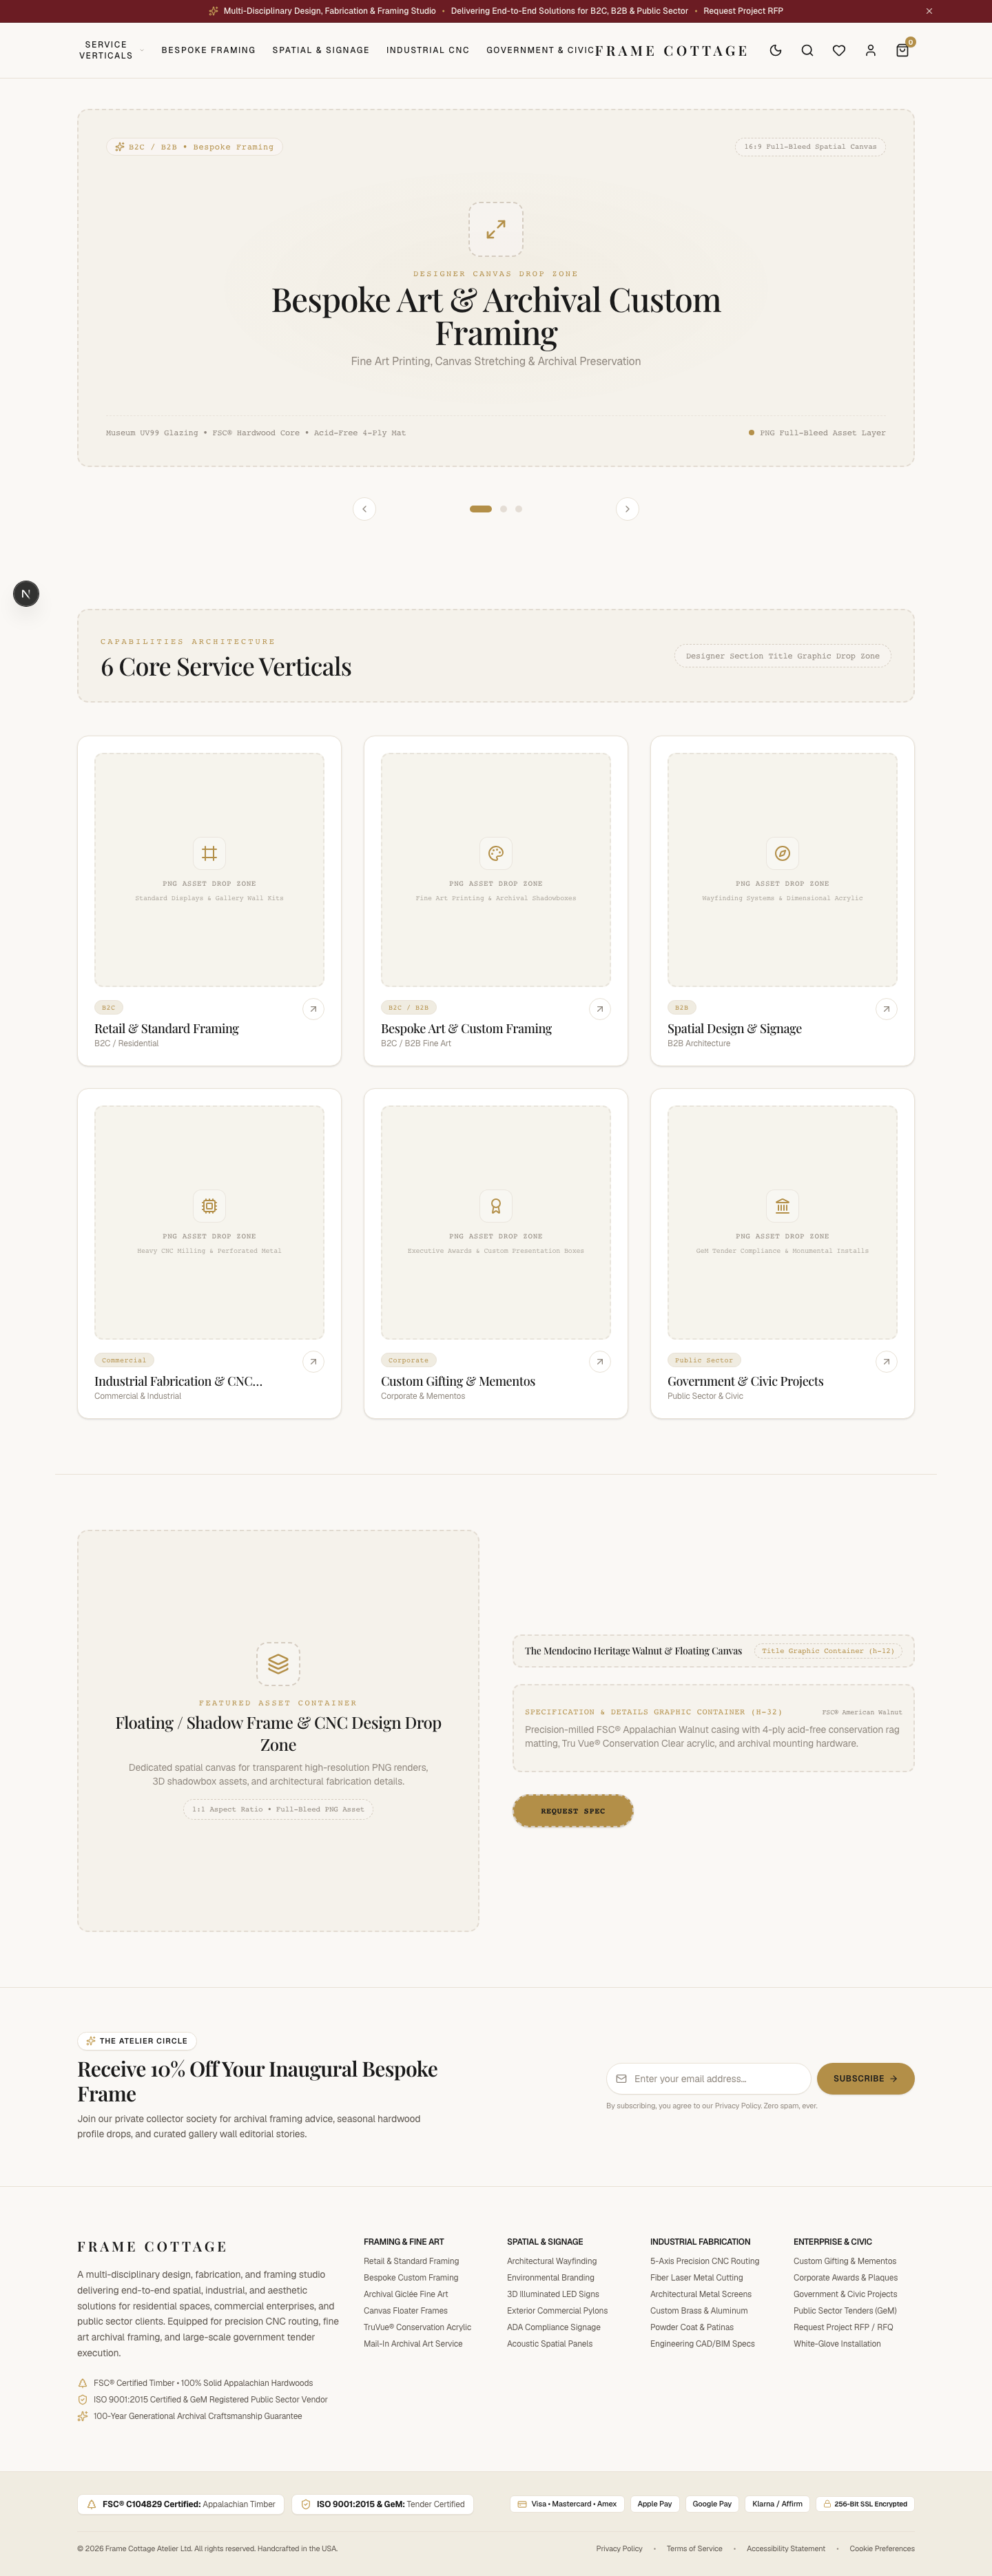 Multi-Disciplinary Design, Fabrication & Framing Studio • Delivering End-to-End Solutions for B2C, B2B & Public Sector • Request Project RFP
SERVICE
VERTICALS
BESPOKE FRAMING
SPATIAL & SIGNAGE
INDUSTRIAL CNC
GOVERNMENT & CIVIC
FRAME COTTAGE
0
B2C / B2B • Bespoke Framing
16:9 Full-Bleed Spatial Canvas
DESIGNER CANVAS DROP ZONE
Bespoke Art & Archival Custom
Framing
Fine Art Printing, Canvas Stretching & Archival Preservation
Museum UV99 Glazing • FSC® Hardwood Core • Acid-Free 4-Ply Mat
PNG Full-Bleed Asset Layer
N
CAPABILITIES ARCHITECTURE
6 Core Service Verticals
Designer Section Title Graphic Drop Zone
PNG ASSET DROP ZONE
Standard Displays & Gallery Wall Kits
B2C
Retail & Standard Framing
B2C / Residential
PNG ASSET DROP ZONE
Fine Art Printing & Archival Shadowboxes
B2C / B2B
Bespoke Art & Custom Framing
B2C / B2B Fine Art
PNG ASSET DROP ZONE
Wayfinding Systems & Dimensional Acrylic
B2B
Spatial Design & Signage
B2B Architecture
PNG ASSET DROP ZONE
Heavy CNC Milling & Perforated Metal
Commercial
Industrial Fabrication & CNC...
Commercial & Industrial
PNG ASSET DROP ZONE
Executive Awards & Custom Presentation Boxes
Corporate
Custom Gifting & Mementos
Corporate & Mementos
PNG ASSET DROP ZONE
GeM Tender Compliance & Monumental Installs
Public Sector
Government & Civic Projects
Public Sector & Civic
FEATURED ASSET CONTAINER
Floating / Shadow Frame & CNC Design Drop
Zone
Dedicated spatial canvas for transparent high-resolution PNG renders,
3D shadowbox assets, and architectural fabrication details.
1:1 Aspect Ratio • Full-Bleed PNG Asset
The Mendocino Heritage Walnut & Floating Canvas
Title Graphic Container (h-12)
SPECIFICATION & DETAILS GRAPHIC CONTAINER (H-32)
FSC® American Walnut
Precision-milled FSC® Appalachian Walnut casing with 4-ply acid-free conservation rag
matting, Tru Vue® Conservation Clear acrylic, and archival mounting hardware.
REQUEST SPEC
THE ATELIER CIRCLE
Receive 10% Off Your Inaugural Bespoke
Frame
Join our private collector society for archival framing advice, seasonal hardwood
profile drops, and curated gallery wall editorial stories.
Enter your email address...
SUBSCRIBE →
By subscribing, you agree to our Privacy Policy. Zero spam, ever.
FRAME COTTAGE
A multi-disciplinary design, fabrication, and framing studio
delivering end-to-end spatial, industrial, and aesthetic
solutions for residential spaces, commercial enterprises, and
public sector clients. Equipped for precision CNC routing, fine
art archival framing, and large-scale government tender
execution.
FSC® Certified Timber • 100% Solid Appalachian Hardwoods
ISO 9001:2015 Certified & GeM Registered Public Sector Vendor
100-Year Generational Archival Craftsmanship Guarantee
FRAMING & FINE ART
Retail & Standard Framing
Bespoke Custom Framing
Archival Giclée Fine Art
Canvas Floater Frames
TruVue® Conservation Acrylic
Mail-In Archival Art Service
SPATIAL & SIGNAGE
Architectural Wayfinding
Environmental Branding
3D Illuminated LED Signs
Exterior Commercial Pylons
ADA Compliance Signage
Acoustic Spatial Panels
INDUSTRIAL FABRICATION
5-Axis Precision CNC Routing
Fiber Laser Metal Cutting
Architectural Metal Screens
Custom Brass & Aluminum
Powder Coat & Patinas
Engineering CAD/BIM Specs
ENTERPRISE & CIVIC
Custom Gifting & Mementos
Corporate Awards & Plaques
Government & Civic Projects
Public Sector Tenders (GeM)
Request Project RFP / RFQ
White-Glove Installation
FSC® C104829 Certified: Appalachian Timber
ISO 9001:2015 & GeM: Tender Certified
Visa • Mastercard • Amex
Apple Pay
Google Pay
Klarna / Affirm
256-Bit SSL Encrypted
© 2026 Frame Cottage Atelier Ltd. All rights reserved. Handcrafted in the USA.
Privacy Policy • Terms of Service • Accessibility Statement • Cookie Preferences